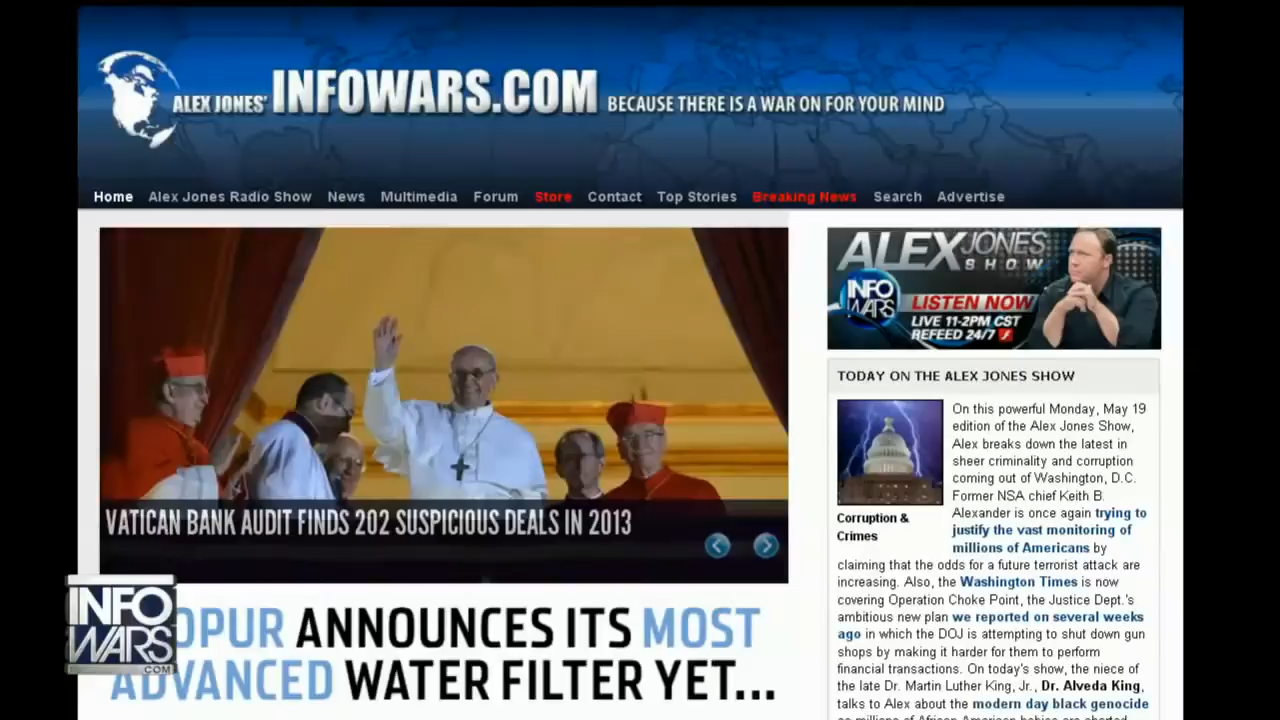 ALEX JONES' INFOWARS.COM BECAUSE THERE IS A WAR ON FOR YOUR MIND
Home Alex Jones Radio Show News Multimedia Forum Store Contact Top Stories Breaking News Search Advertise
VATICAN BANK AUDIT FINDS 202 SUSPICIOUS DEALS IN 2013
OPUR ANNOUNCES ITS MOST
ADVANCED WATER FILTER YET...
INFO
WARS
.COM
ALEX JONES
SHOW
INFO
WARS
LISTEN NOW
LIVE 11-2PM CST
REFEED 24/7
TODAY ON THE ALEX JONES SHOW
Corruption &
Crimes
On this powerful Monday, May 19
edition of the Alex Jones Show,
Alex breaks down the latest in
sheer criminality and corruption
coming out of Washington, D.C.
Former NSA chief Keith B.
Alexander is once again trying to
justify the vast monitoring of
millions of Americans by
claiming that the odds for a future terrorist attack are
increasing. Also, the Washington Times is now
covering Operation Choke Point, the Justice Dept.'s
ambitious new plan we reported on several weeks
ago in which the DOJ is attempting to shut down gun
shops by making it harder for them to perform
financial transactions. On today's show, the niece of
the late Dr. Martin Luther King, Jr., Dr. Alveda King,
talks to Alex about the modern day black genocide